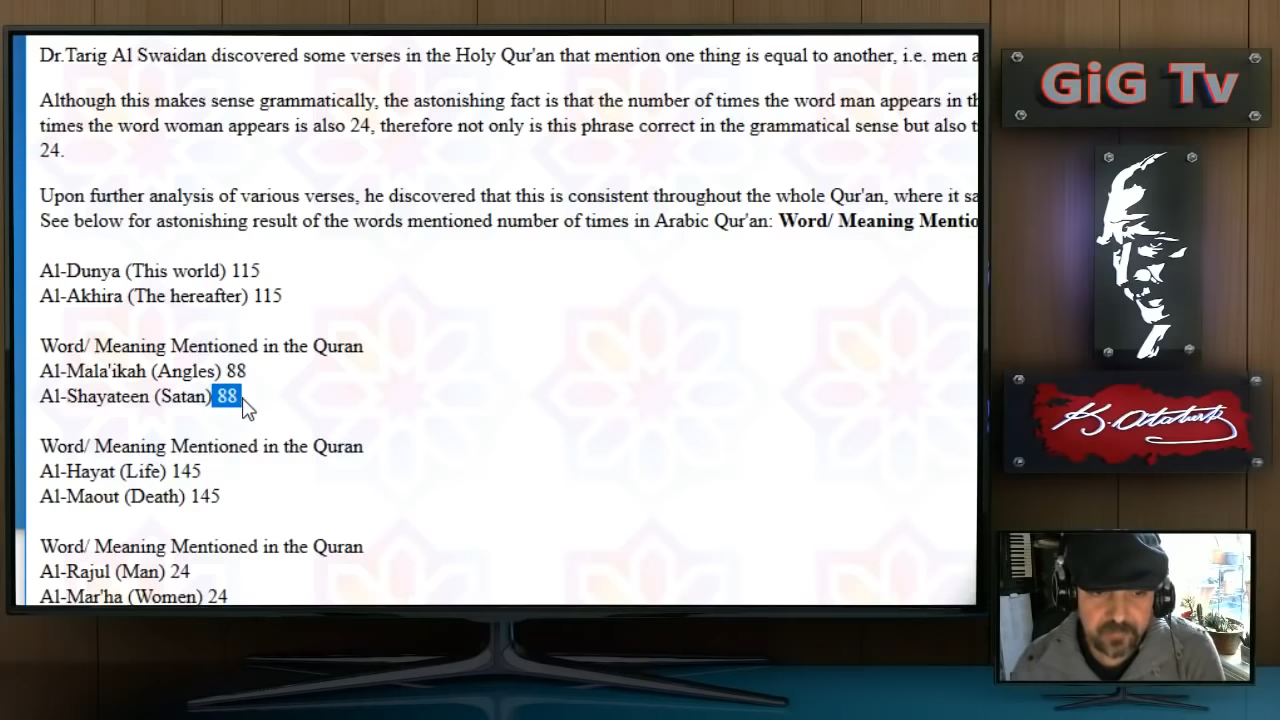 Dr.Tarig Al Swaidan discovered some verses in the Holy Qur'an that mention one thing is equal to another, i.e. men
Although this makes sense grammatically, the astonishing fact is that the number of times the word man appears in
times the word woman appears is also 24, therefore not only is this phrase correct in the grammatical sense but also
24.
Upon further analysis of various verses, he discovered that this is consistent throughout the whole Qur'an, where it
See below for astonishing result of the words mentioned number of times in Arabic Qur'an: Word/ Meaning
Al-Dunya (This world) 115
Al-Akhira (The hereafter) 115
Word/ Meaning Mentioned in the Quran
Al-Mala'ikah (Angles) 88
Al-Shayateen (Satan) 88
Word/ Meaning Mentioned in the Quran
Al-Hayat (Life) 145
Al-Maout (Death) 145
Word/ Meaning Mentioned in the Quran
Al-Rajul (Man) 24
Al-Mar'ha (Women) 24
GiG Tv
K. Atatürk